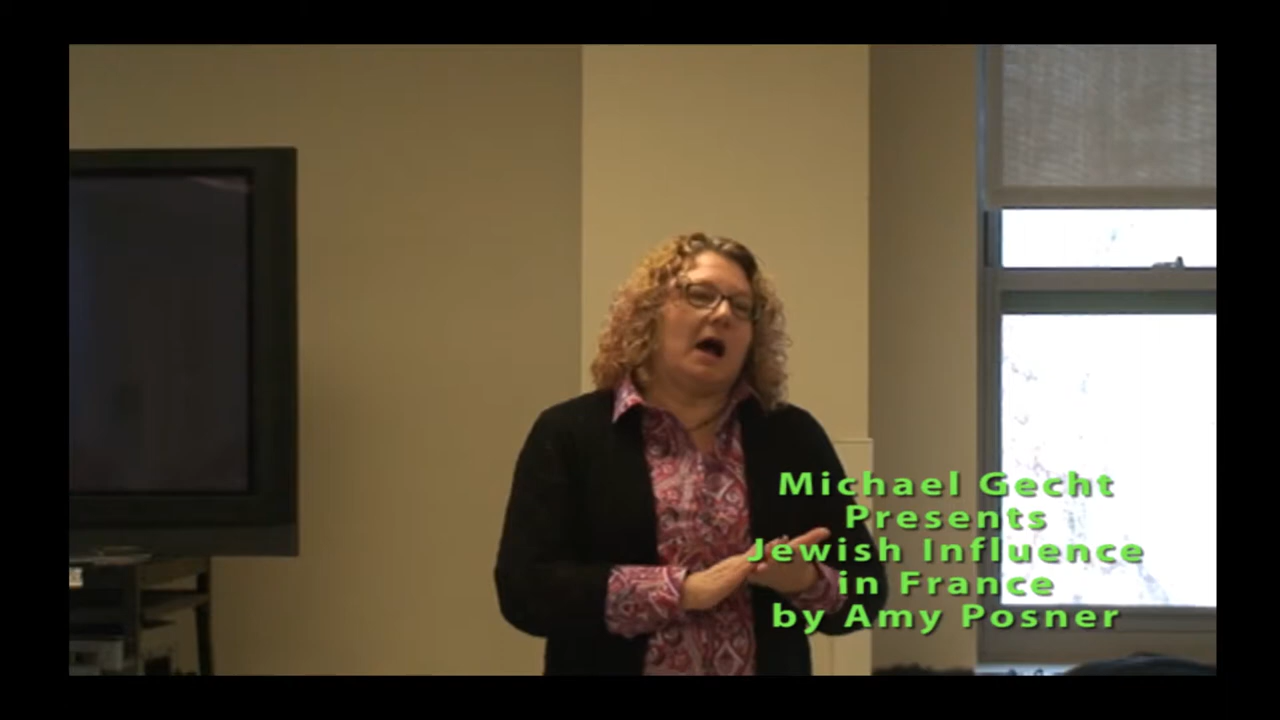 Michael Gecht
Presents
Jewish Influence
in France
by Amy Posner